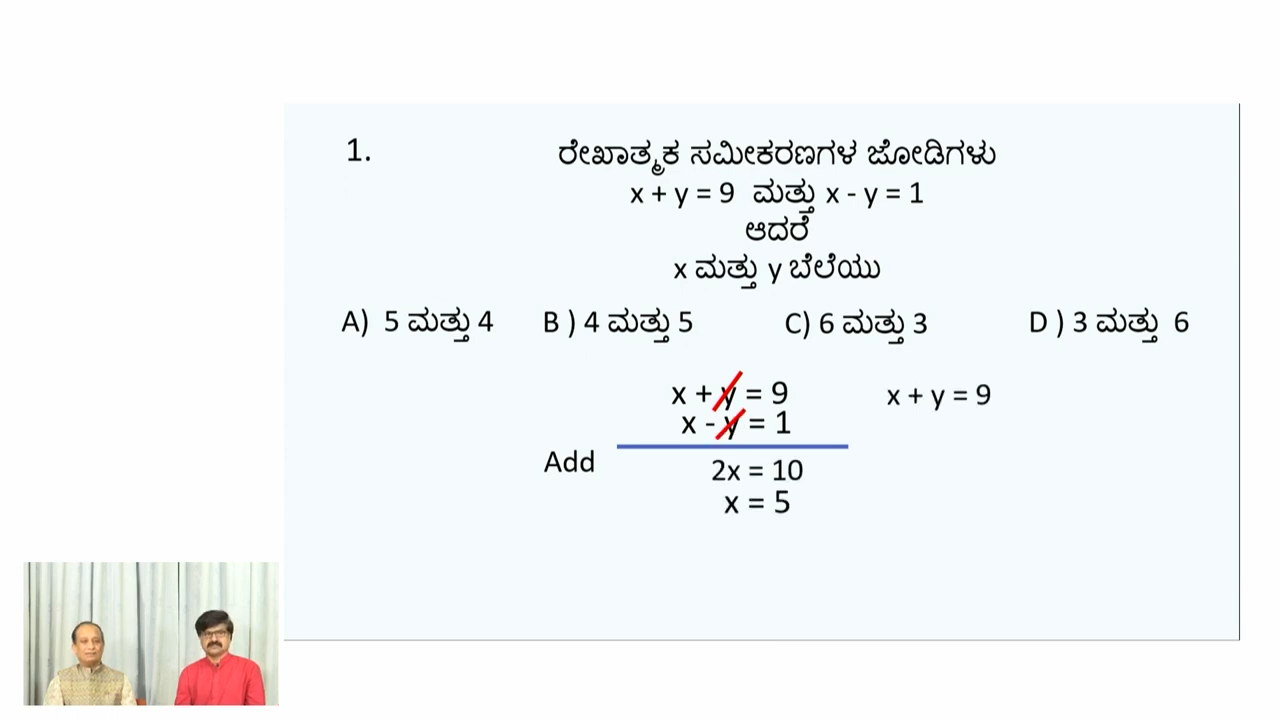 1. ರೇಖಾತ್ಮಕ ಸಮೀಕರಣಗಳ ಜೋಡಿಗಳು
x + y = 9 ಮತ್ತು x - y = 1
ಆದರೆ
x ಮತ್ತು y ಬೆಲೆಯು
A) 5 ಮತ್ತು 4 B ) 4 ಮತ್ತು 5 C) 6 ಮತ್ತು 3 D ) 3 ಮತ್ತು 6
x + y = 9 x + y = 9
x - y = 1
Add 2x = 10
x = 5